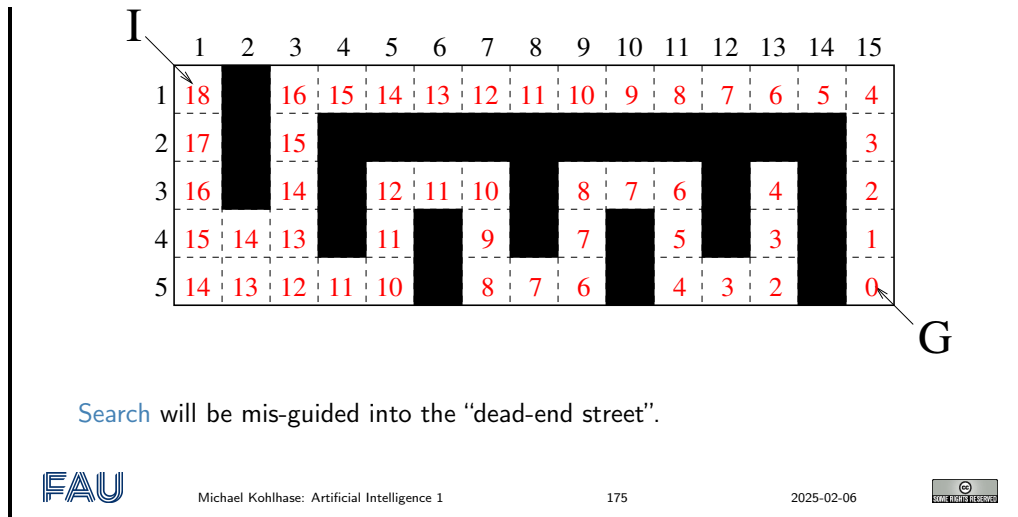 I
1 2 3 4 5 6 7 8 9 10 11 12 13 14 15
1 18 16 15 14 13 12 11 10 9 8 7 6 5 4
2 17 15 3
3 16 14 12 11 10 8 7 6 4 2
4 15 14 13 11 9 7 5 3 1
5 14 13 12 11 10 8 7 6 4 3 2 0
G
Search will be mis-guided into the “dead-end street”.
FAU Michael Kohlhase: Artificial Intelligence 1 175 2025-02-06
cc
SOME RIGHTS RESERVED